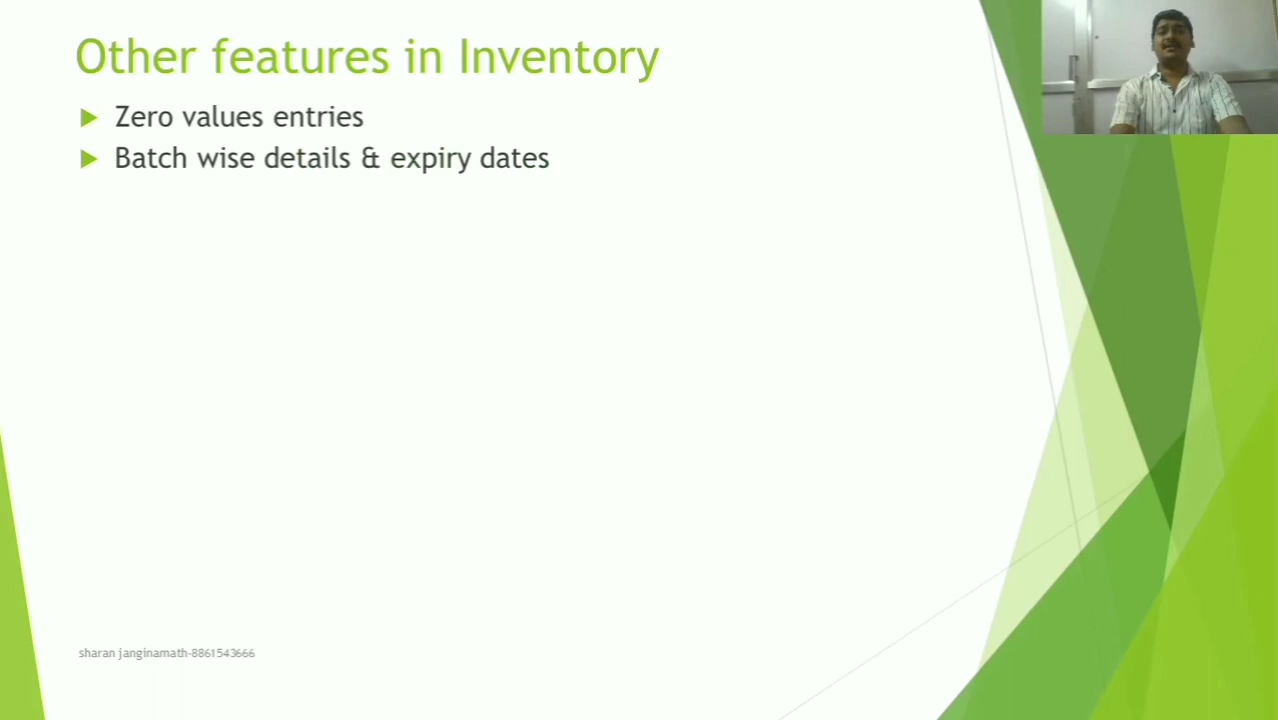 Other features in Inventory
Zero values entries
Batch wise details & expiry dates
sharan janginamath-8861543666